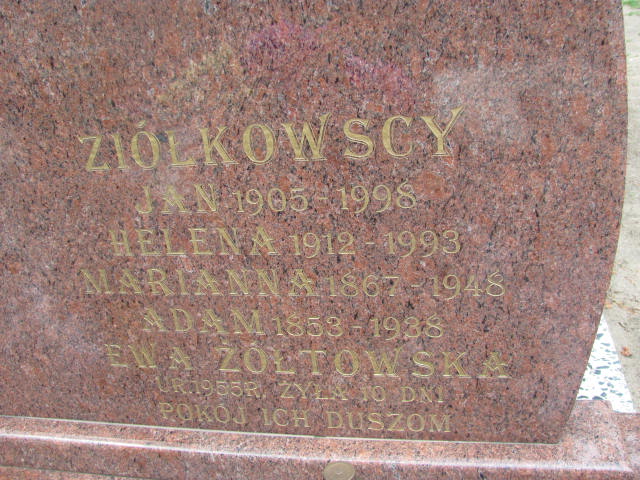 ZIÓŁKOWSCY
JAN 1905 - 1998
HELENA 1912 - 1993
MARIANNA 1867 - 1948
ADAM 1853 - 1938
EWA ŻÓŁTOWSKA
UR. 1955R. ŻYŁA 10 DNI
POKÓJ ICH DUSZOM